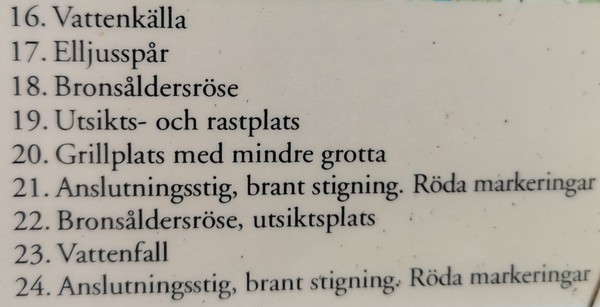 16. Vattenkälla
17. Elljusspår
18. Bronsåldersröse
19. Utsikts- och rastplats
20. Grillplats med mindre grotta
21. Anslutningsstig, brant stigning. Röda markeringar
22. Bronsåldersröse, utsiktsplats
23. Vattenfall
24. Anslutningsstig, brant stigning. Röda markeringar